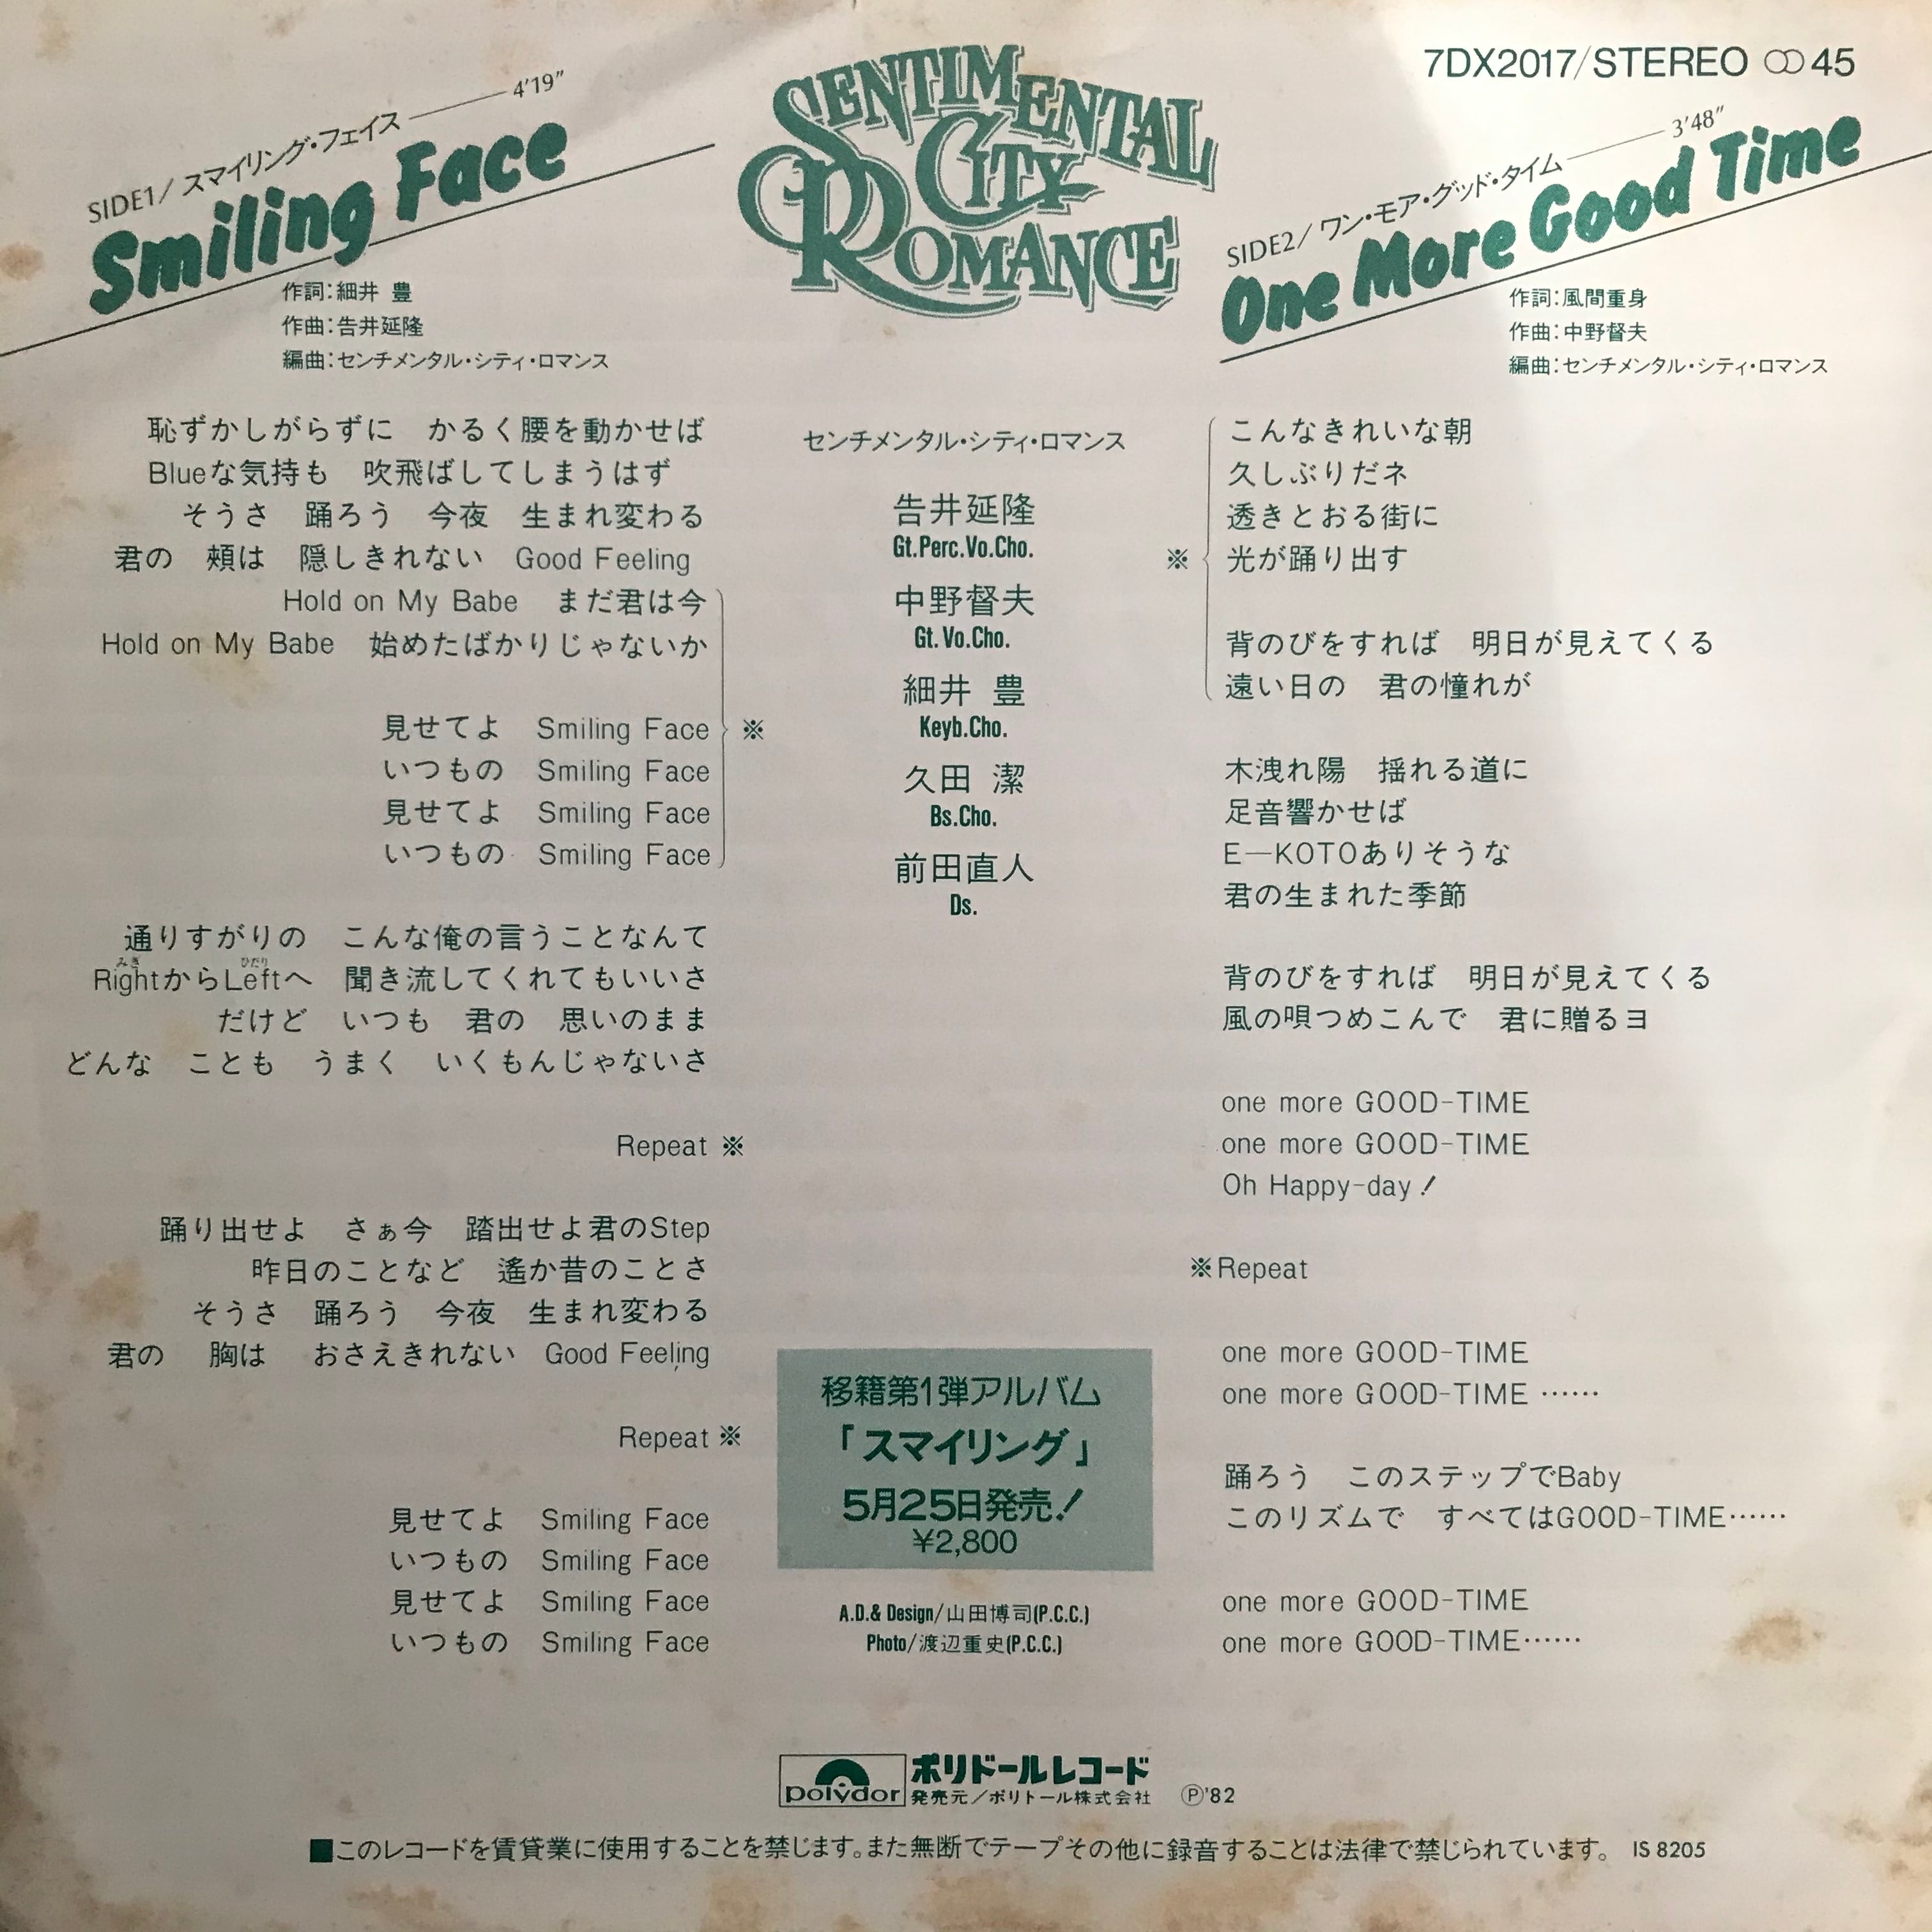 7DX2017/STEREO 45
SENTIMENTAL
CITY
ROMANCE
SIDE1/スマイリング・フェイス 4'19"
Smiling Face
作詞:細井 豊
作曲:告井延隆
編曲:センチメンタル・シティ・ロマンス
恥ずかしがらずに かるく腰を動かせば
Blueな気持も 吹飛ばしてしまうはず
そうさ 踊ろう 今夜 生まれ変わる
君の 頬は 隠しきれない Good Feeling
Hold on My Babe まだ君は今
Hold on My Babe 始めたばかりじゃないか
見せてよ Smiling Face
※
いつもの Smiling Face
見せてよ Smiling Face
いつもの Smiling Face
通りすがりの こんな俺の言うことなんて
みぎ ひだり
RightからLeftへ 聞き流してくれてもいいさ
だけど いつも 君の 思いのまま
どんな ことも うまく いくもんじゃないさ
Repeat ※
踊り出せよ さぁ今 踏出せよ君のStep
昨日のことなど 遙か昔のことさ
そうさ 踊ろう 今夜 生まれ変わる
君の 胸は おさえきれない Good Feeling
Repeat ※
見せてよ Smiling Face
いつもの Smiling Face
見せてよ Smiling Face
いつもの Smiling Face
センチメンタル・シティ・ロマンス
告井延隆
Gt.Perc.Vo.Cho.
中野督夫
Gt.Vo.Cho.
細井 豊
Keyb.Cho.
久田 潔
Bs.Cho.
前田直人
Ds.
移籍第1弾アルバム
「スマイリング」
5月25日発売!
¥2,800
A.D.& Design/山田博司(P.C.C.)
Photo/渡辺重史(P.C.C.)
SIDE2/ワン・モア・グッド・タイム 3'48"
One More Good Time
作詞:風間重身
作曲:中野督夫
編曲:センチメンタル・シティ・ロマンス
こんなきれいな朝
久しぶりだネ
透きとおる街に
※
光が踊り出す
背のびをすれば 明日が見えてくる
遠い日の 君の憧れが
木洩れ陽 揺れる道に
足音響かせば
E—KOTOありそうな
君の生まれた季節
背のびをすれば 明日が見えてくる
風の唄つめこんで 君に贈るヨ
one more GOOD-TIME
one more GOOD-TIME
Oh Happy-day!
※Repeat
one more GOOD-TIME
one more GOOD-TIME ……
踊ろう このステップでBaby
このリズムで すべてはGOOD-TIME……
one more GOOD-TIME
one more GOOD-TIME……
polydor
ポリドールレコード
発売元/ポリドール株式会社 Ⓟ'82
■このレコードを賃貸業に使用することを禁じます。また無断でテープその他に録音することは法律で禁じられています。 IS 8205